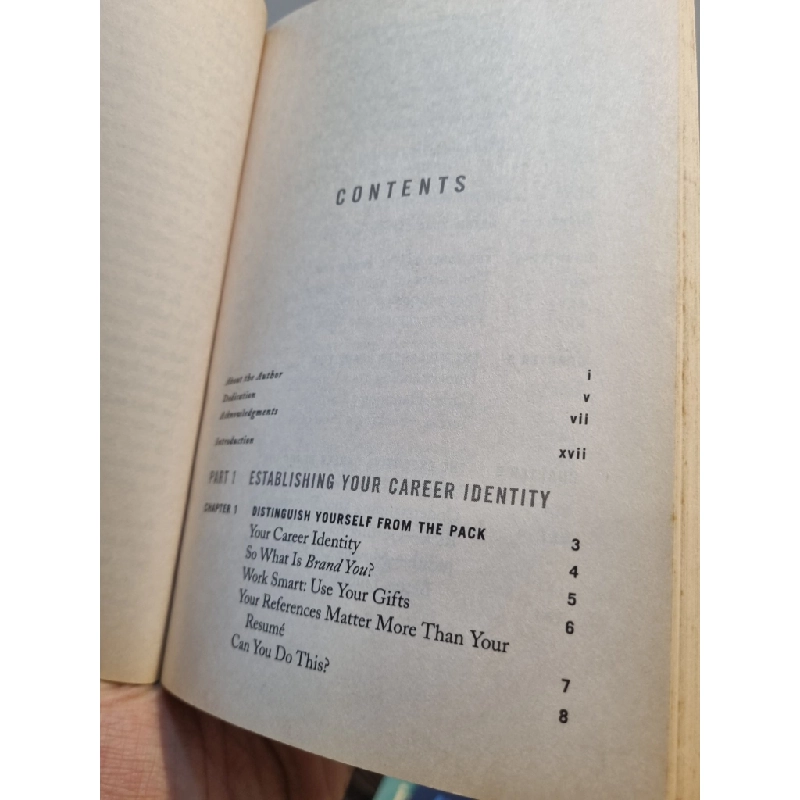 CONTENTS
About the Author i
Dedication v
Acknowledgments vii
Introduction xvii
PART I ESTABLISHING YOUR CAREER IDENTITY
CHAPTER 1 DISTINGUISH YOURSELF FROM THE PACK 3
Your Career Identity 4
So What Is Brand You? 5
Work Smart: Use Your Gifts 6
Your References Matter More Than Your
Resumé 7
Can You Do This? 8